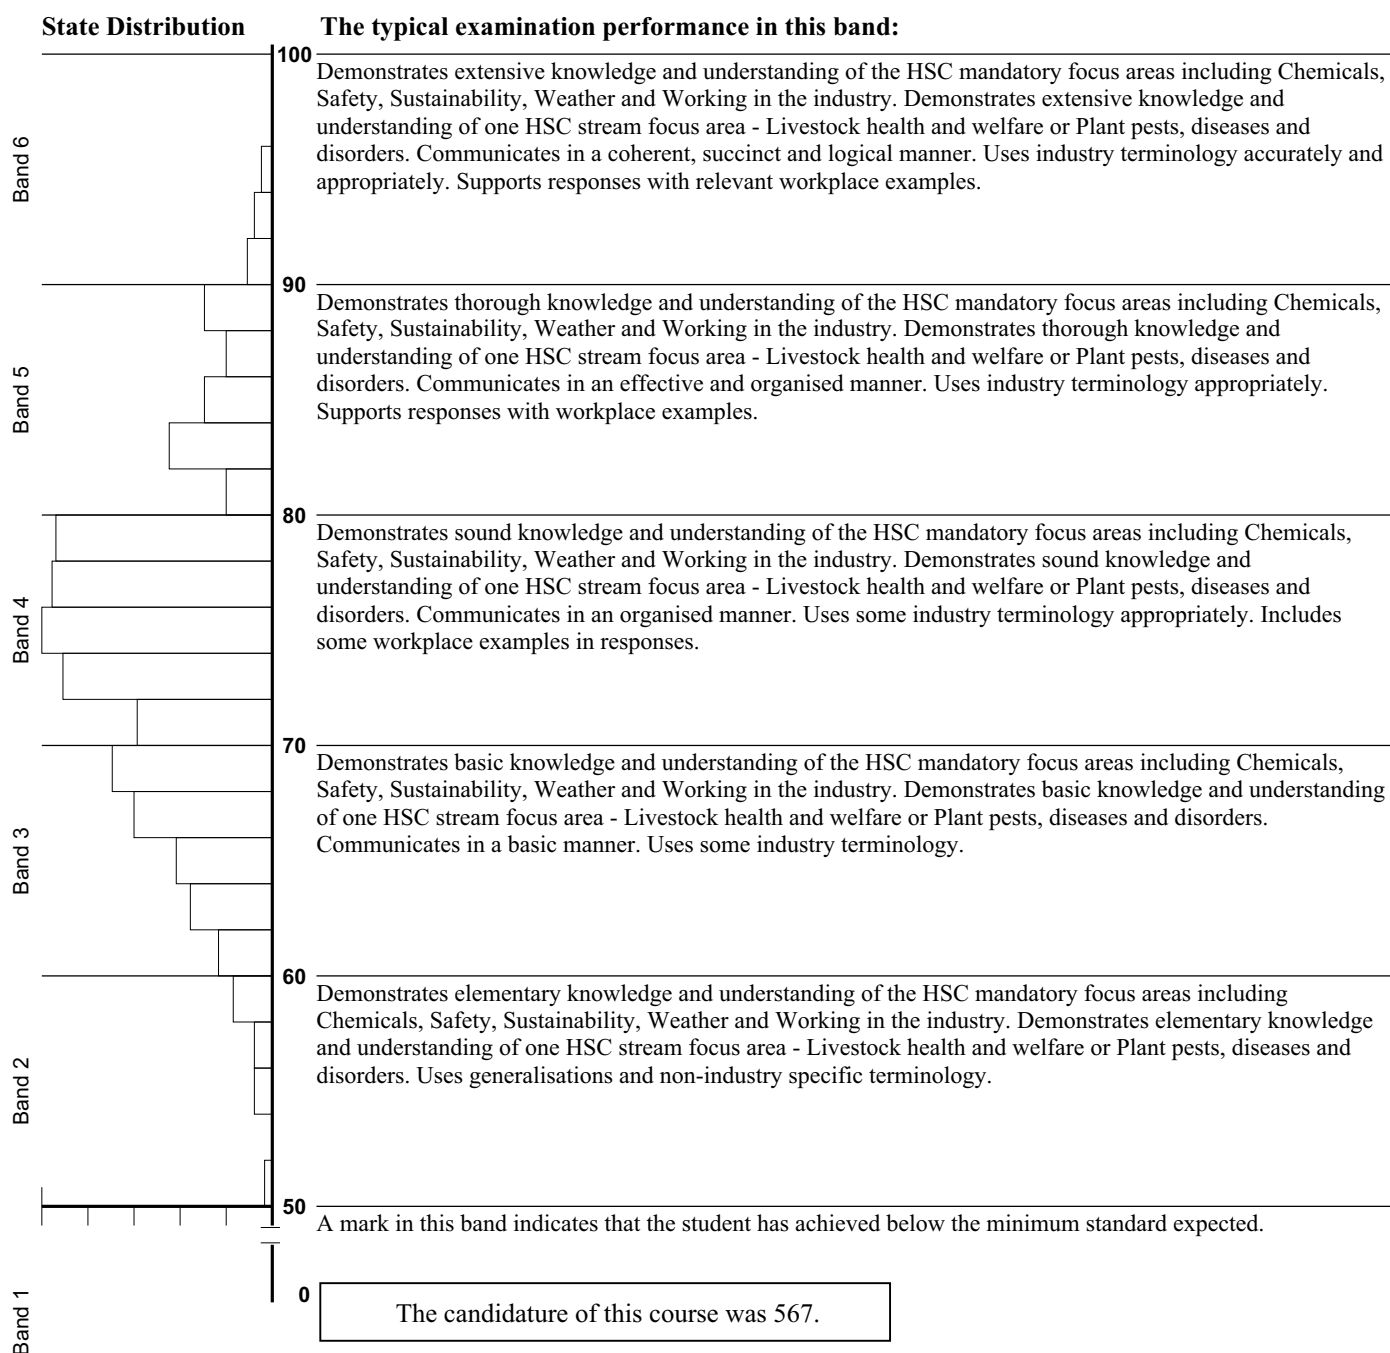 State Distribution
The typical examination performance in this band:
100
Band 6
Demonstrates extensive knowledge and understanding of the HSC mandatory focus areas including Chemicals,
Safety, Sustainability, Weather and Working in the industry. Demonstrates extensive knowledge and
understanding of one HSC stream focus area - Livestock health and welfare or Plant pests, diseases and
disorders. Communicates in a coherent, succinct and logical manner. Uses industry terminology accurately and
appropriately. Supports responses with relevant workplace examples.
90
Band 5
Demonstrates thorough knowledge and understanding of the HSC mandatory focus areas including Chemicals,
Safety, Sustainability, Weather and Working in the industry. Demonstrates thorough knowledge and
understanding of one HSC stream focus area - Livestock health and welfare or Plant pests, diseases and
disorders. Communicates in an effective and organised manner. Uses industry terminology appropriately.
Supports responses with workplace examples.
80
Band 4
Demonstrates sound knowledge and understanding of the HSC mandatory focus areas including Chemicals,
Safety, Sustainability, Weather and Working in the industry. Demonstrates sound knowledge and
understanding of one HSC stream focus area - Livestock health and welfare or Plant pests, diseases and
disorders. Communicates in an organised manner. Uses some industry terminology appropriately. Includes
some workplace examples in responses.
70
Band 3
Demonstrates basic knowledge and understanding of the HSC mandatory focus areas including Chemicals,
Safety, Sustainability, Weather and Working in the industry. Demonstrates basic knowledge and understanding
of one HSC stream focus area - Livestock health and welfare or Plant pests, diseases and disorders.
Communicates in a basic manner. Uses some industry terminology.
60
Band 2
Demonstrates elementary knowledge and understanding of the HSC mandatory focus areas including
Chemicals, Safety, Sustainability, Weather and Working in the industry. Demonstrates elementary knowledge
and understanding of one HSC stream focus area - Livestock health and welfare or Plant pests, diseases and
disorders. Uses generalisations and non-industry specific terminology.
50
A mark in this band indicates that the student has achieved below the minimum standard expected.
Band 1
0
The candidature of this course was 567.